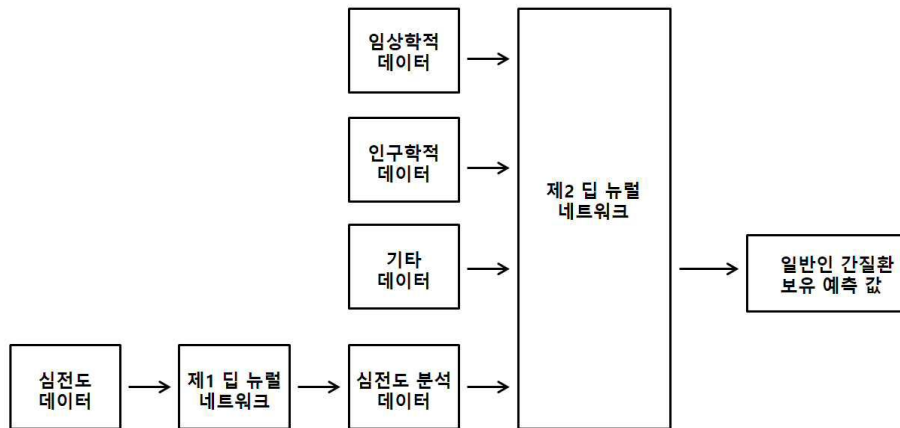 임상학적
데이터
인구학적
데이터
기타
데이터
심전도
데이터
제1 딥 뉴럴
네트워크
심전도 분석
데이터
제2 딥 뉴럴
네트워크
일반인 간질환
보유 예측 값